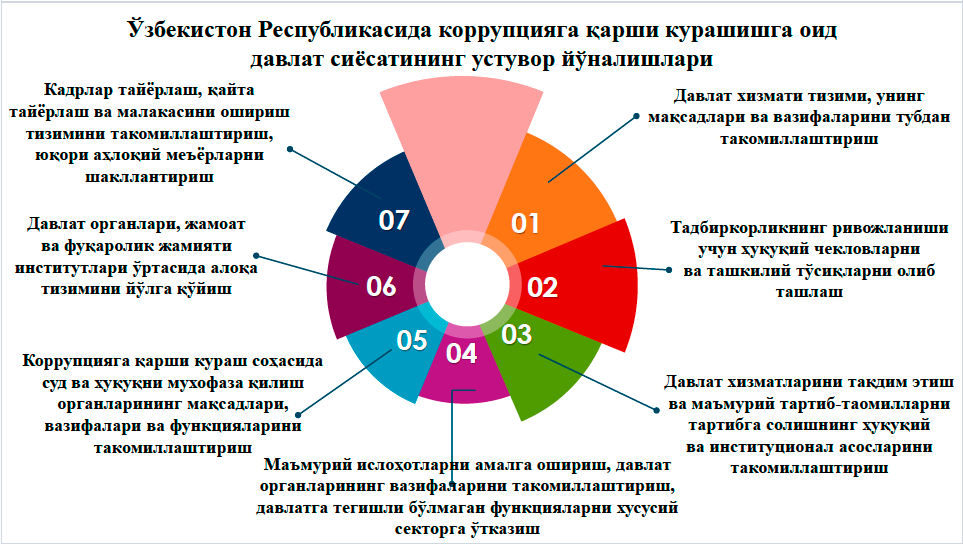 Ўзбекистон Республикасида коррупцияга қарши курашишга оид
давлат сиёсатининг устувор йўналишлари
Кадрлар тайёрлаш, қайта
тайёрлаш ва малакасини ошириш
тизимини такомиллаштириш,
юқори аҳлоқий меъёрларни
шакллантириш
Давлат органлари, жамоат
ва фуқаролик жамияти
институтлари ўртасида алоқа
тизимини йўлга қўйиш
Коррупцияга қарши кураш соҳасида
суд ва ҳуқуқни муҳофаза қилиш
органларининг мақсадлари,
вазифалари ва функцияларини
такомиллаштириш
Маъмурий ислоҳотларни амалга ошириш, давлат
органларининг вазифаларини такомиллаштириш,
давлатга тегишли бўлмаган функцияларни хусусий
секторга ўтказиш
Давлат хизмати тизими, унинг
мақсадлари ва вазифаларини тубдан
такомиллаштириш
Тадбиркорликнинг ривожланиши
учун ҳуқуқий чекловларни
ва ташкилий тўсиқларни олиб
ташлаш
Давлат хизматларини тақдим этиш
ва маъмурий тартиб-таомилларни
тартибга солишнинг ҳуқуқий
ва институционал асосларини
такомиллаштириш
01
02
03
04
05
06
07